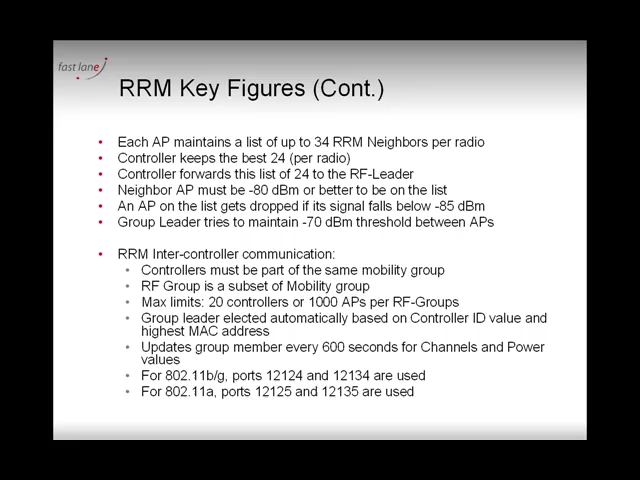 fast lane
RRM Key Figures (Cont.)
• Each AP maintains a list of up to 34 RRM Neighbors per radio
• Controller keeps the best 24 (per radio)
• Controller forwards this list of 24 to the RF-Leader
• Neighbor AP must be -80 dBm or better to be on the list
• An AP on the list gets dropped if its signal falls below -85 dBm
• Group Leader tries to maintain -70 dBm threshold between APs
• RRM Inter-controller communication:
• Controllers must be part of the same mobility group
• RF Group is a subset of Mobility group
• Max limits: 20 controllers or 1000 APs per RF-Groups
• Group leader elected automatically based on Controller ID value and
highest MAC address
• Updates group member every 600 seconds for Channels and Power
values
• For 802.11b/g, ports 12124 and 12134 are used
• For 802.11a, ports 12125 and 12135 are used